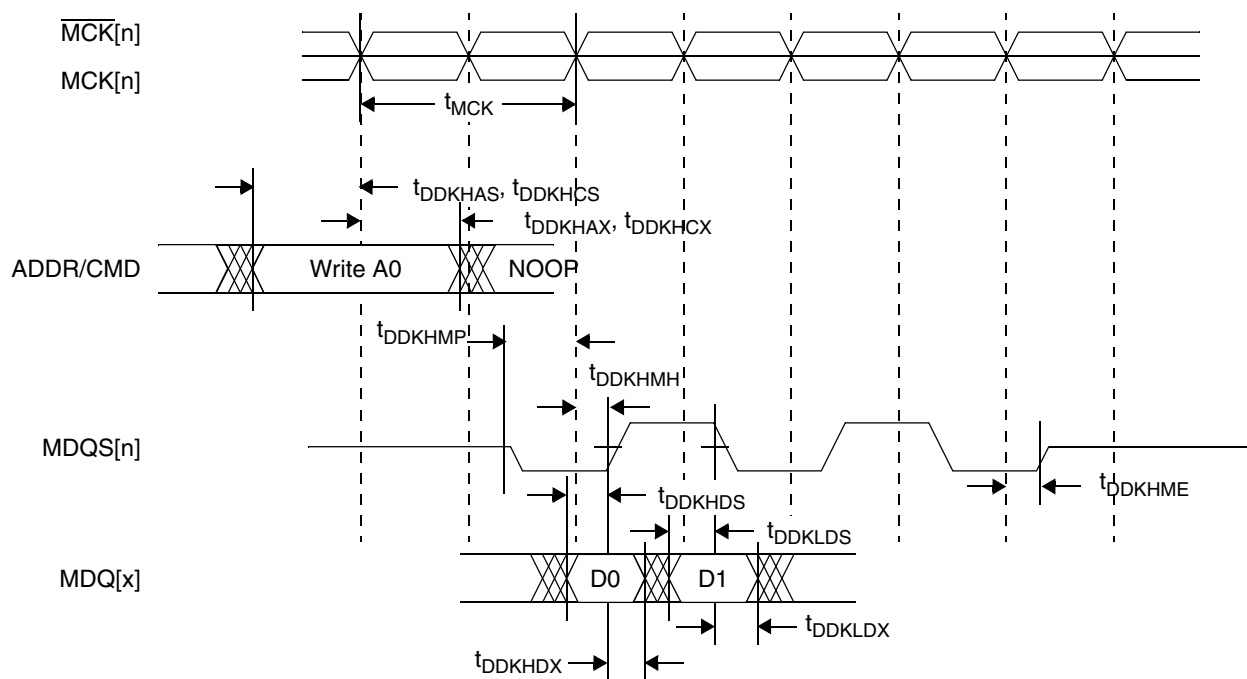 MCK[n]
MCK[n]
tMCK
tDDKHAS, tDDKHCS
tDDKHAX, tDDKHCX
ADDR/CMD
Write A0
NOOP
tDDKHMP
tDDKHMH
MDQS[n]
tDDKHDS
tDDKHME
tDDKLDS
MDQ[x]
D0
D1
tDDKLDX
tDDKHDX